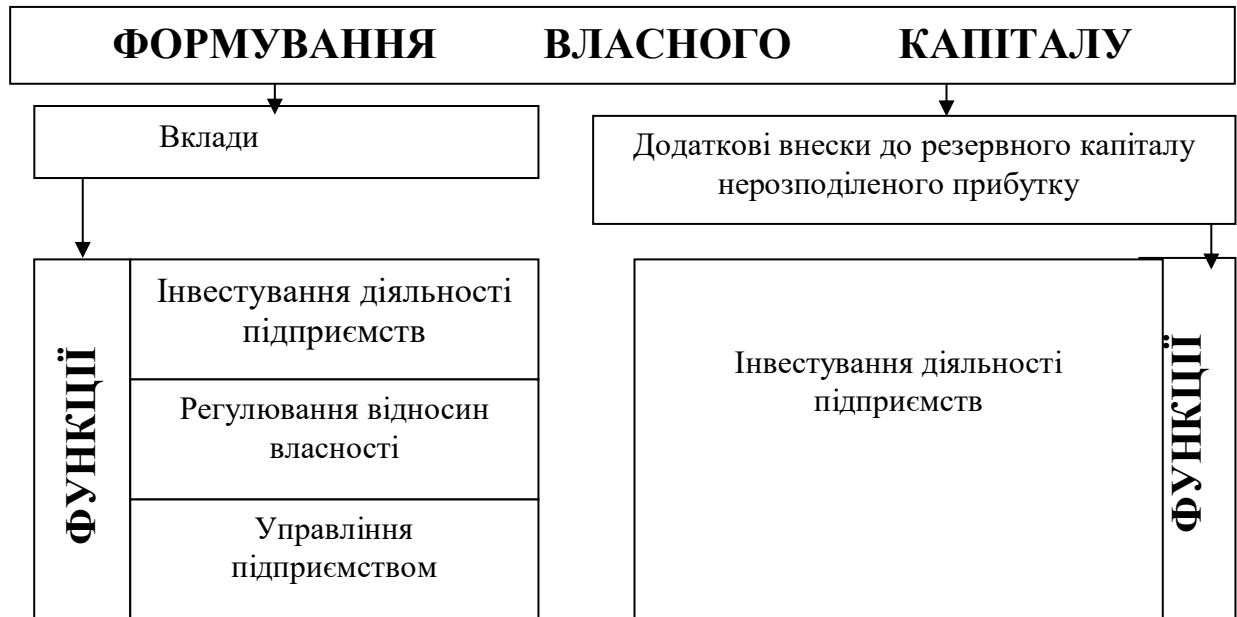 ФОРМУВАННЯ ВЛАСНОГО КАПІТАЛУ
Вклади
Додаткові внески до резервного капіталу
нерозподіленого прибутку
ФУНКЦІЇ
Інвестування діяльності
підприємств
Регулювання відносин
власності
Управління
підприємством
Інвестування діяльності
підприємств
ФУНКЦІЇ